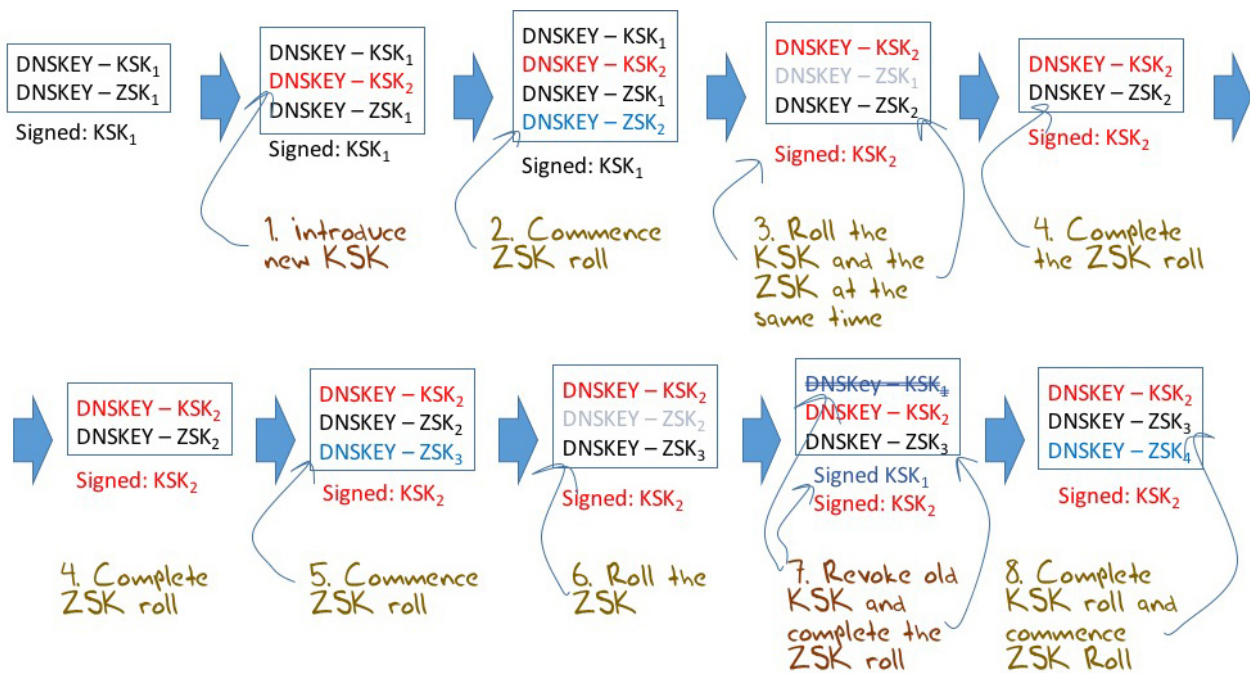 DNSKEY – KSK₁
DNSKEY – ZSK₁
Signed: KSK₁
DNSKEY – KSK₁
DNSKEY – KSK₂
DNSKEY – ZSK₁
Signed: KSK₁
1. introduce
new KSK
DNSKEY – KSK₁
DNSKEY – KSK₂
DNSKEY – ZSK₁
DNSKEY – ZSK₂
Signed: KSK₁
2. Commence
ZSK roll
DNSKEY – KSK₂
DNSKEY – ZSK₁
DNSKEY – ZSK₂
Signed: KSK₂
3. Roll the
KSK and the
ZSK at the
same time
DNSKEY – KSK₂
DNSKEY – ZSK₂
Signed: KSK₂
4. Complete
the ZSK roll
DNSKEY – KSK₂
DNSKEY – ZSK₂
Signed: KSK₂
4. Complete
ZSK roll
DNSKEY – KSK₂
DNSKEY – ZSK₂
DNSKEY – ZSK₃
Signed: KSK₂
5. Commence
ZSK roll
DNSKEY – KSK₂
DNSKEY – ZSK₂
DNSKEY – ZSK₃
Signed: KSK₂
6. Roll the
ZSK
DNSKey – KSK₁
DNSKEY – KSK₂
DNSKEY – ZSK₃
Signed KSK₁
Signed: KSK₂
7. Revoke old
KSK and
complete the
ZSK roll
DNSKEY – KSK₂
DNSKEY – ZSK₃
DNSKEY – ZSK₄
Signed: KSK₂
8. Complete
KSK roll and
commence
ZSK Roll